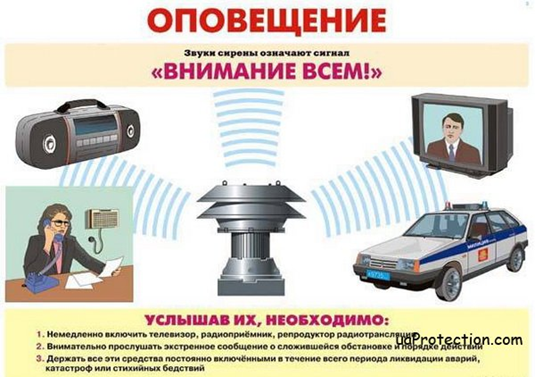 ОПОВЕЩЕНИЕ
Звуки сирены означают сигнал
«ВНИМАНИЕ ВСЕМ!»
МИЛИЦИЯ
УСЛЫШАВ ИХ, НЕОБХОДИМО:
1. Немедленно включить телевизор, радиоприёмник, репродуктор радиотрансляции
uaProtection.com
2. Внимательно прослушать экстренное сообщение о сложившейся обстановке и порядке действий
3. Держать все эти средства постоянно включёнными в течение всего периода ликвидации аварий,
катастроф или стихийных бедствий